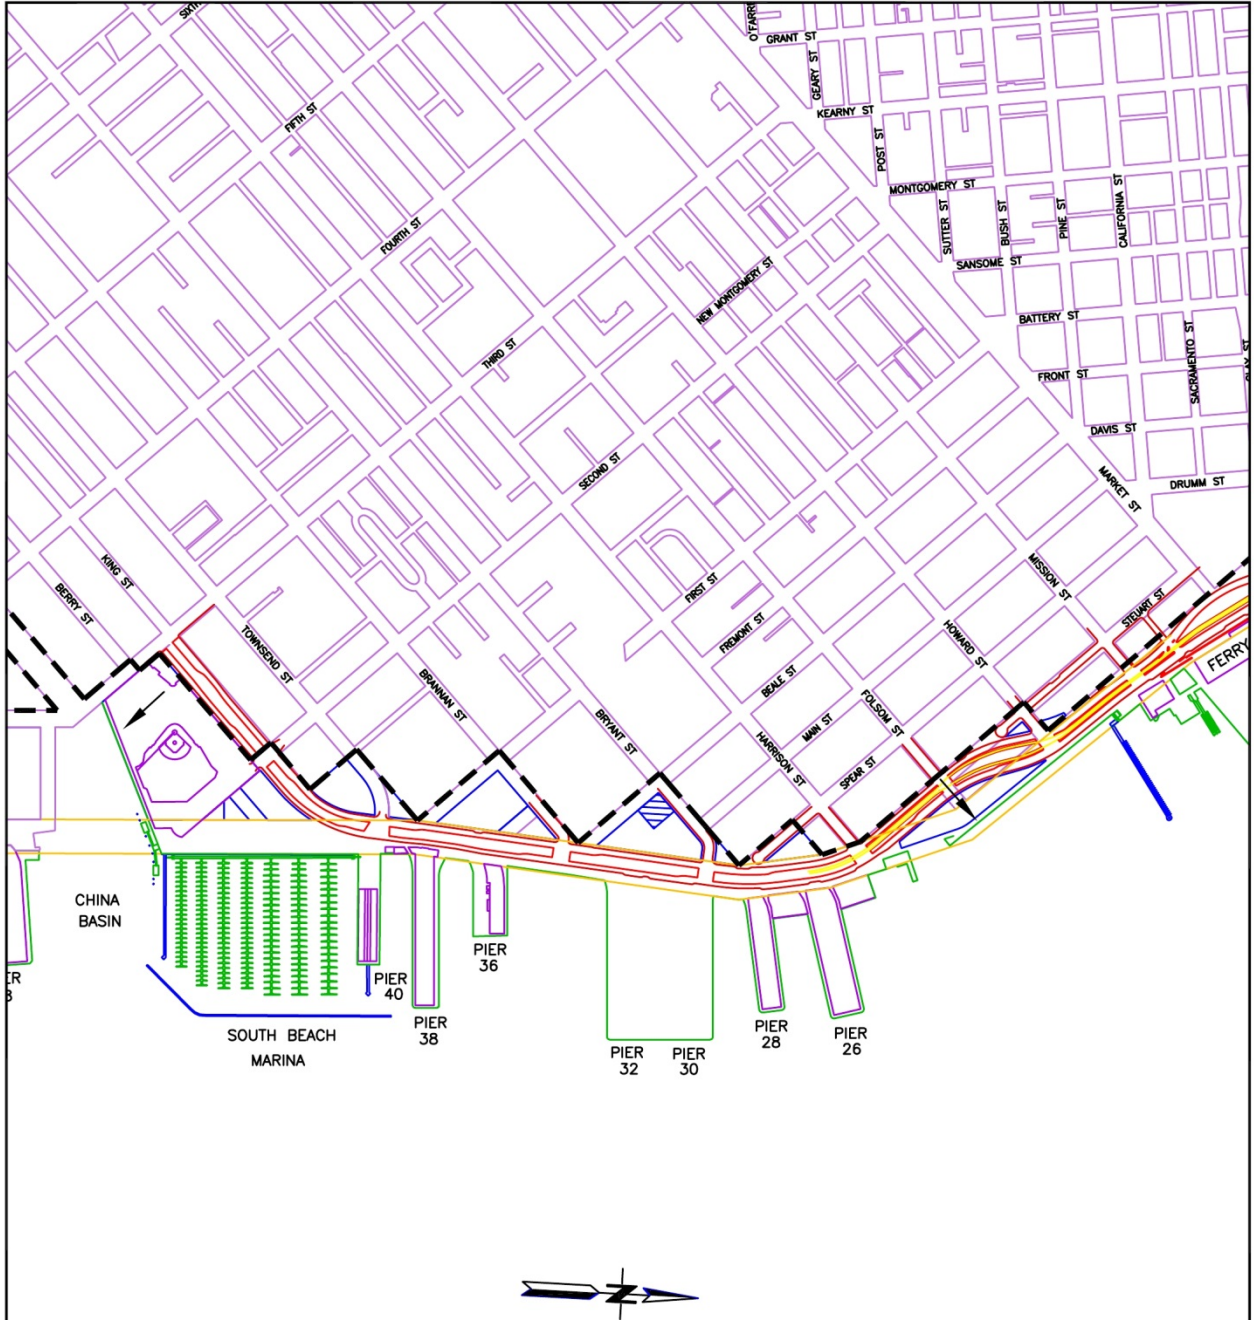 GRANT ST
GEARY ST
KEARNY ST
POST ST
FIFTH ST
MONTGOMERY ST
SUTTER ST
BUSH ST
PINE ST
CALIFORNIA ST
FOURTH ST
SANSOME ST
NEW MONTGOMERY ST
BATTERY ST
THIRD ST
SACRAMENTO ST
FRONT ST
DAVIS ST
SECOND ST
MARKET ST
DRUMM ST
KING ST
BERRY ST
FIRST ST
MISSION ST
STEUART ST
TOWNSEND ST
FREMONT ST
HOWARD ST
FERRY
BRANNAN ST
BEALE ST
BRYANT ST
MAIN ST
FOLSOM ST
HARRISON ST
SPEAR ST
CHINA
BASIN
PIER
36
PIER
40
PIER
38
SOUTH BEACH
MARINA
PIER
32
PIER
30
PIER
28
PIER
26
N